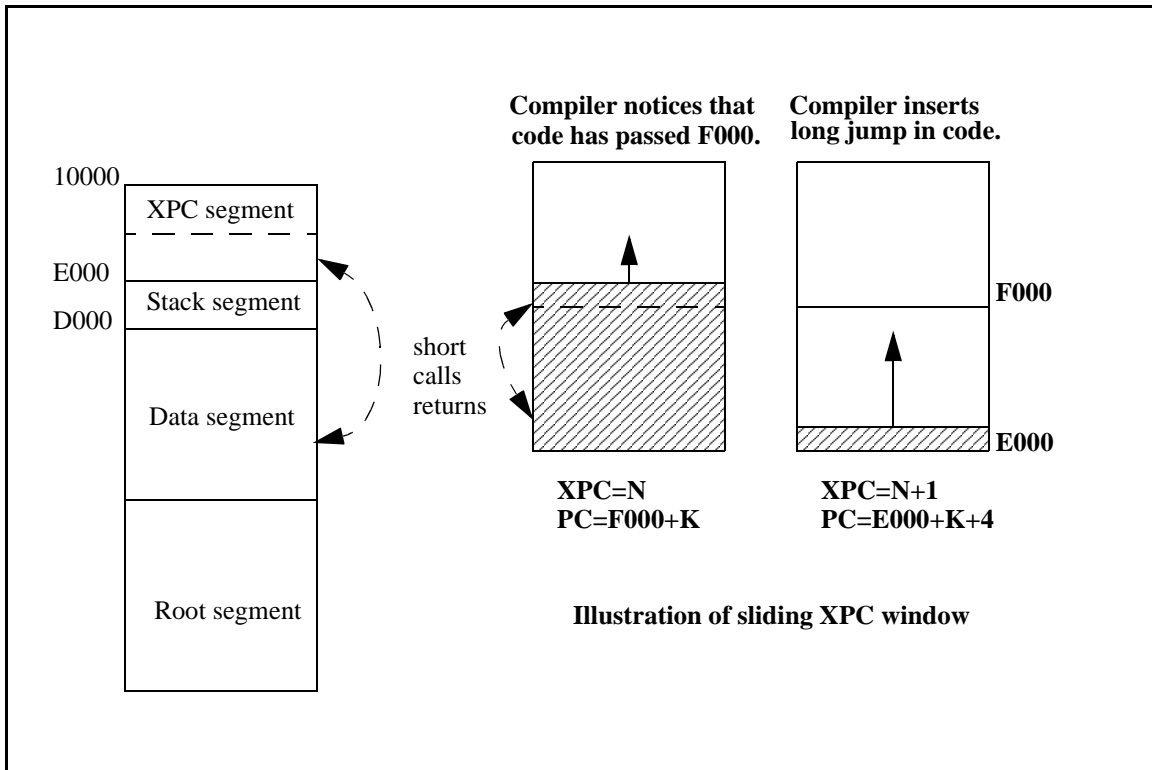 Compiler notices that
code has passed F000.
Compiler inserts
long jump in code.
10000
XPC segment
E000
Stack segment
D000
Data segment
Root segment
short
calls
returns
F000
E000
XPC=N
PC=F000+K
XPC=N+1
PC=E000+K+4
Illustration of sliding XPC window